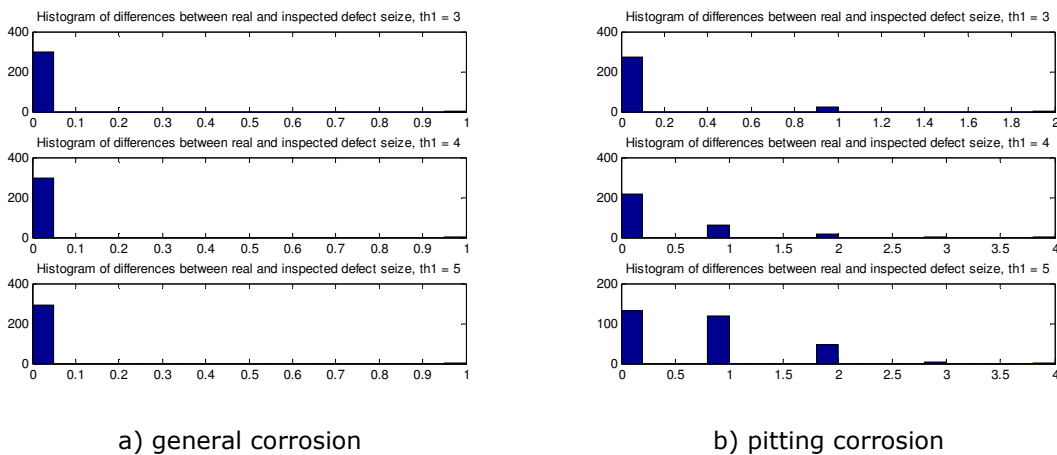 Histogram of differences between real and inspected defect seize, th1 = 3
400
200
0
0 0.1 0.2 0.3 0.4 0.5 0.6 0.7 0.8 0.9 1
Histogram of differences between real and inspected defect seize, th1 = 4
400
200
0
0 0.1 0.2 0.3 0.4 0.5 0.6 0.7 0.8 0.9 1
Histogram of differences between real and inspected defect seize, th1 = 5
400
200
0
0 0.1 0.2 0.3 0.4 0.5 0.6 0.7 0.8 0.9 1
a) general corrosion
Histogram of differences between real and inspected defect seize, th1 = 3
400
200
0
0 0.2 0.4 0.6 0.8 1 1.2 1.4 1.6 1.8 2
Histogram of differences between real and inspected defect seize, th1 = 4
400
200
0
0 0.5 1 1.5 2 2.5 3 3.5 4
Histogram of differences between real and inspected defect seize, th1 = 5
200
100
0
0 0.5 1 1.5 2 2.5 3 3.5 4
b) pitting corrosion